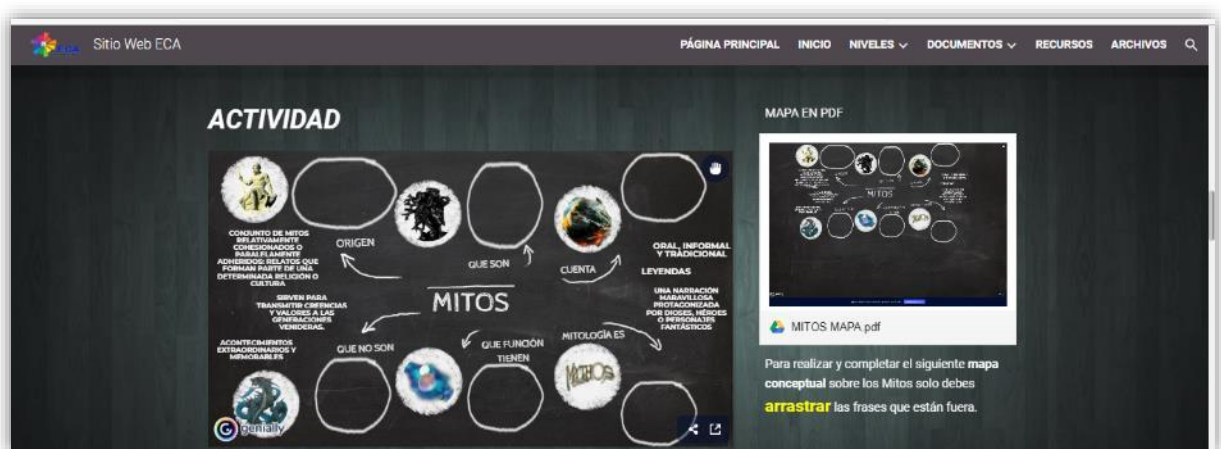 ECA
Sitio Web ECA
PÁGINA PRINCIPAL
INICIO
NIVELES
DOCUMENTOS
RECURSOS
ARCHIVOS
ACTIVIDAD
CONJUNTO DE MITOS
RELATIVAMENTE
COHESIONADOS O
PARALELAMENTE
ADHERIDOS: RELATOS QUE
FORMAN PARTE DE UNA
DETERMINADA RELIGIÓN O
CULTURA
ORIGEN
QUE SON
CUENTA
ORAL, INFORMAL
Y TRADICIONAL
LEYENDAS
SIRVEN PARA
TRANSMITIR CREENCIAS
Y VALORES A LAS
GENERACIONES
VENIDERAS.
MITOS
UNA NARRACIÓN
MARAVILLOSA
PROTAGONIZADA
POR DIOSES, HÉROES
O PERSONAJES
FANTÁSTICOS
ACONTECIMIENTOS
EXTRAORDINARIOS Y
MEMORABLES
QUE NO SON
QUE FUNCIÓN
TIENEN
MITOLOGÍA ES
genially
MAPA EN PDF
MITOS
MITOS MAPA.pdf
Para realizar y completar el siguiente mapa
conceptual sobre los Mitos solo debes
arrastrar las frases que están fuera.